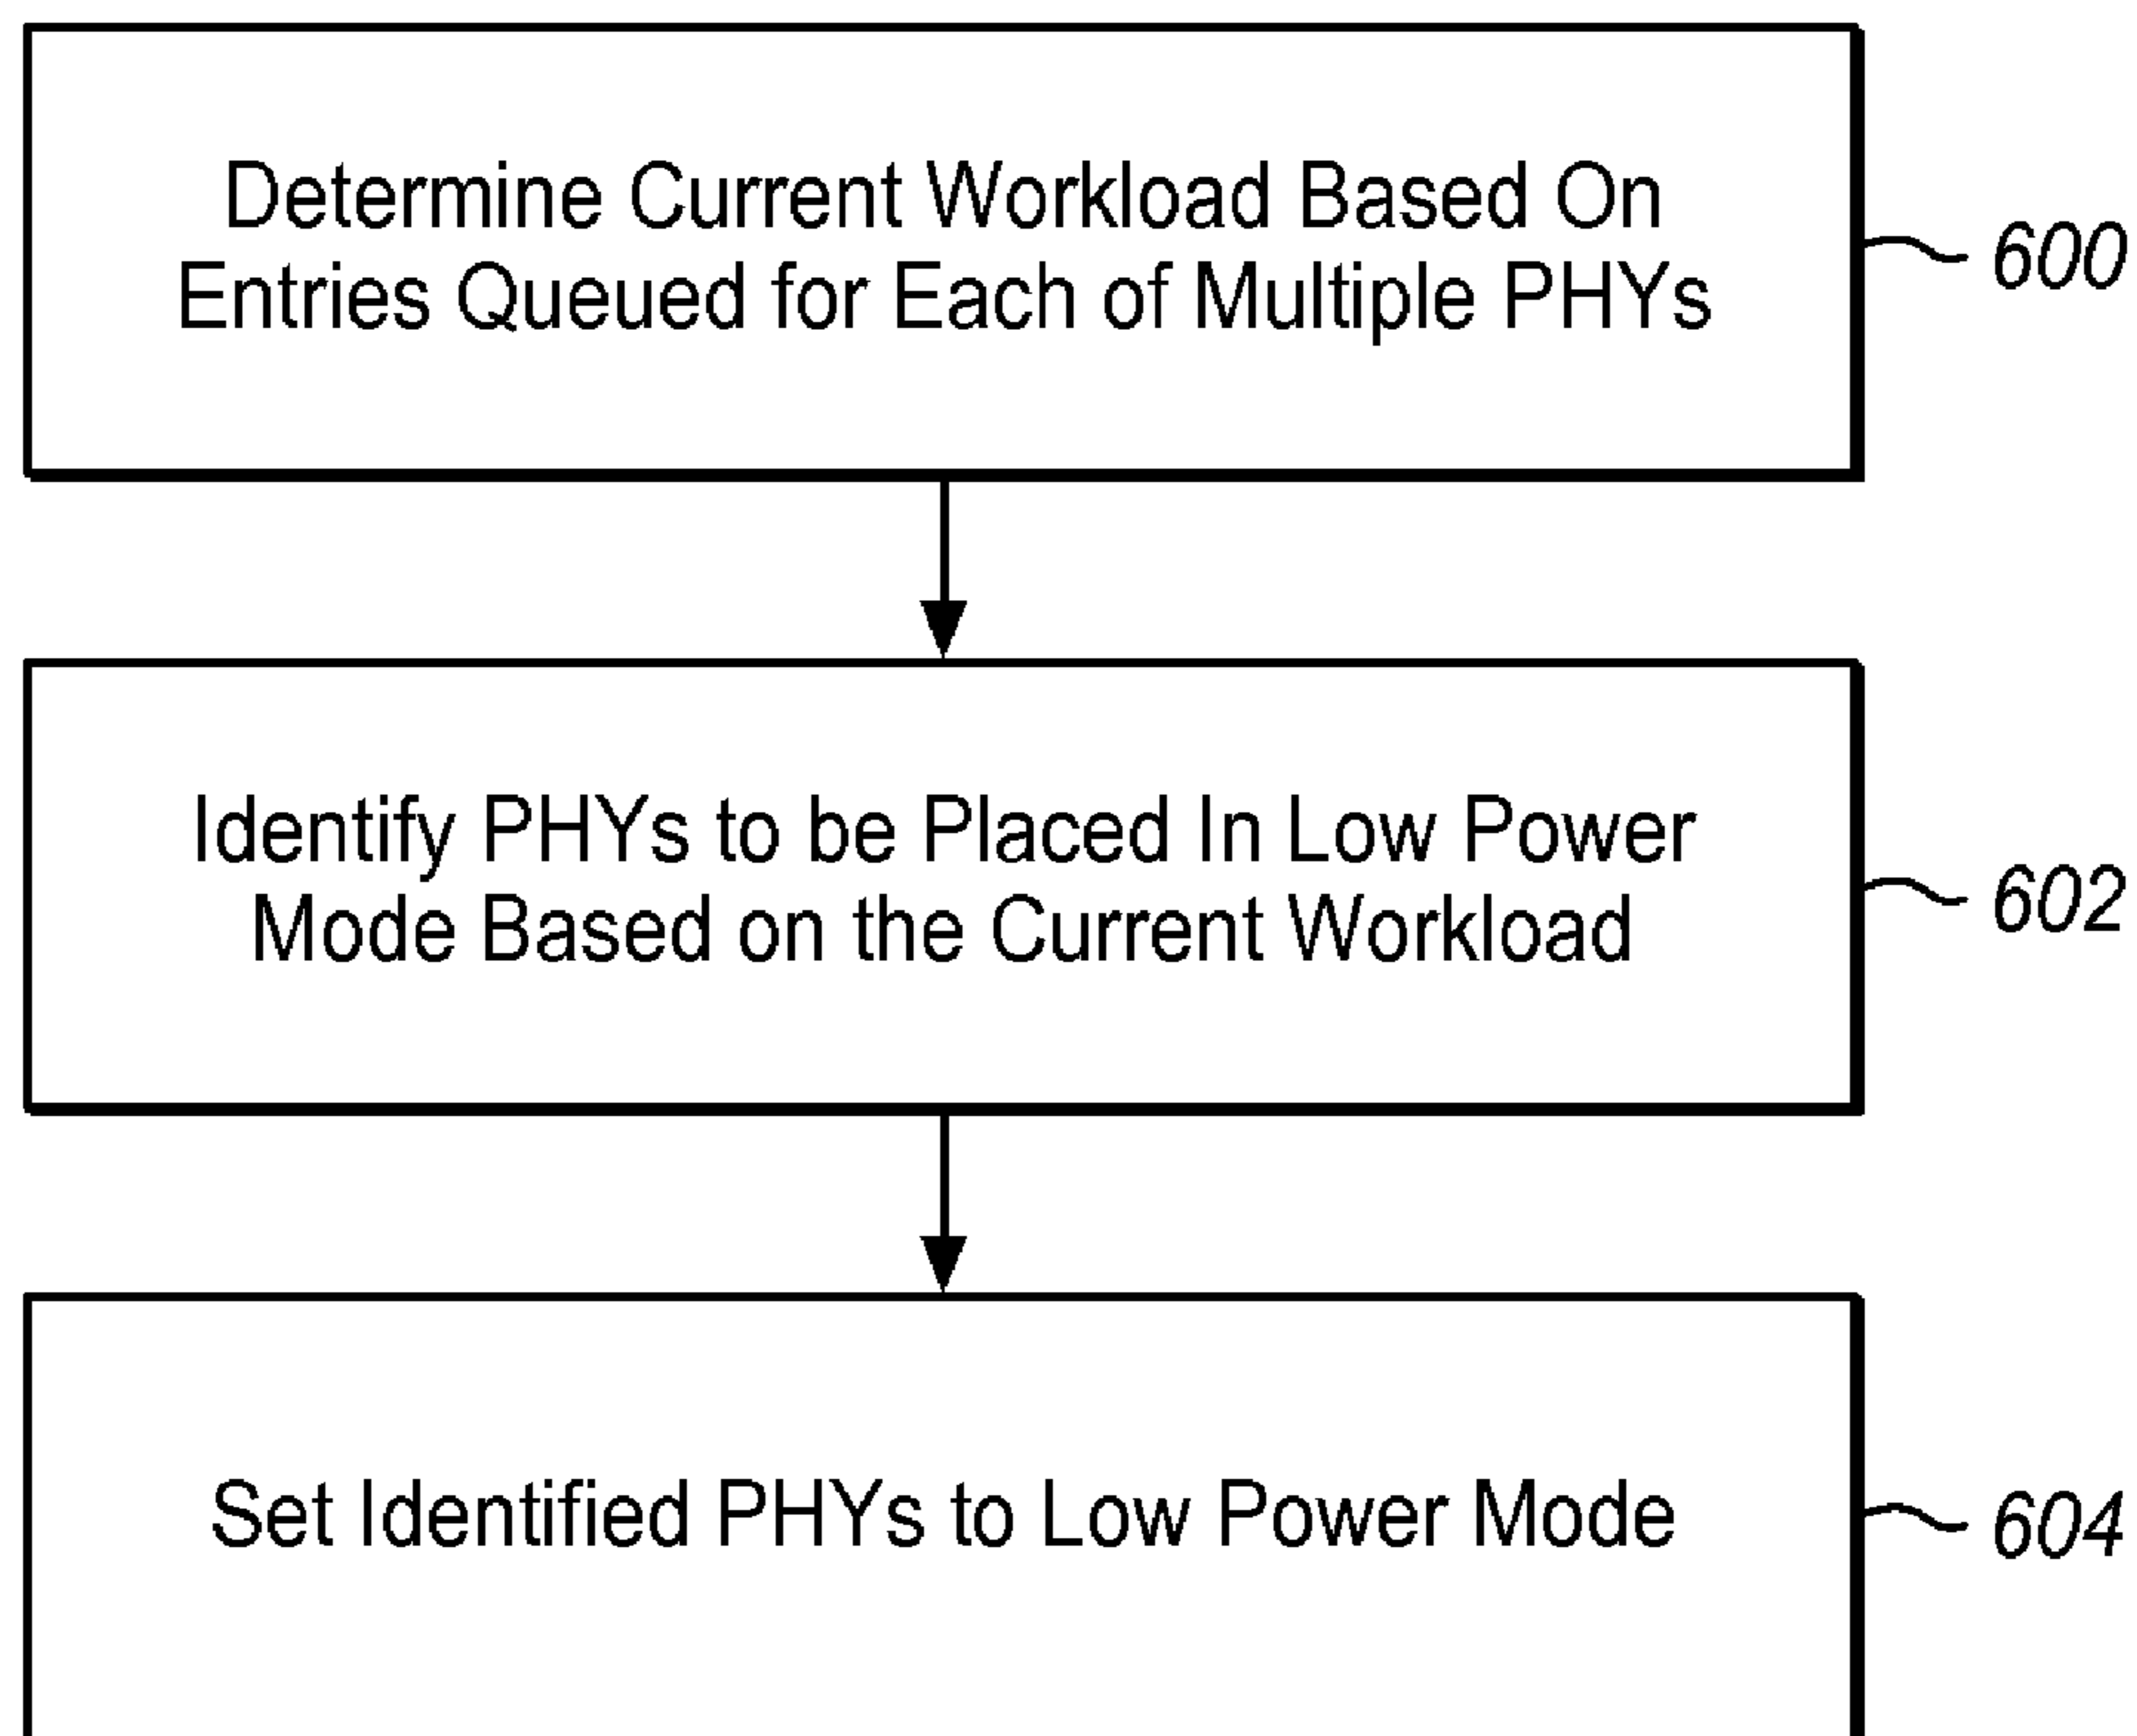 Determine Current Workload Based On
Entries Queued for Each of Multiple PHYs
600
Identify PHYs to be Placed In Low Power
Mode Based on the Current Workload
602
Set Identified PHYs to Low Power Mode
604